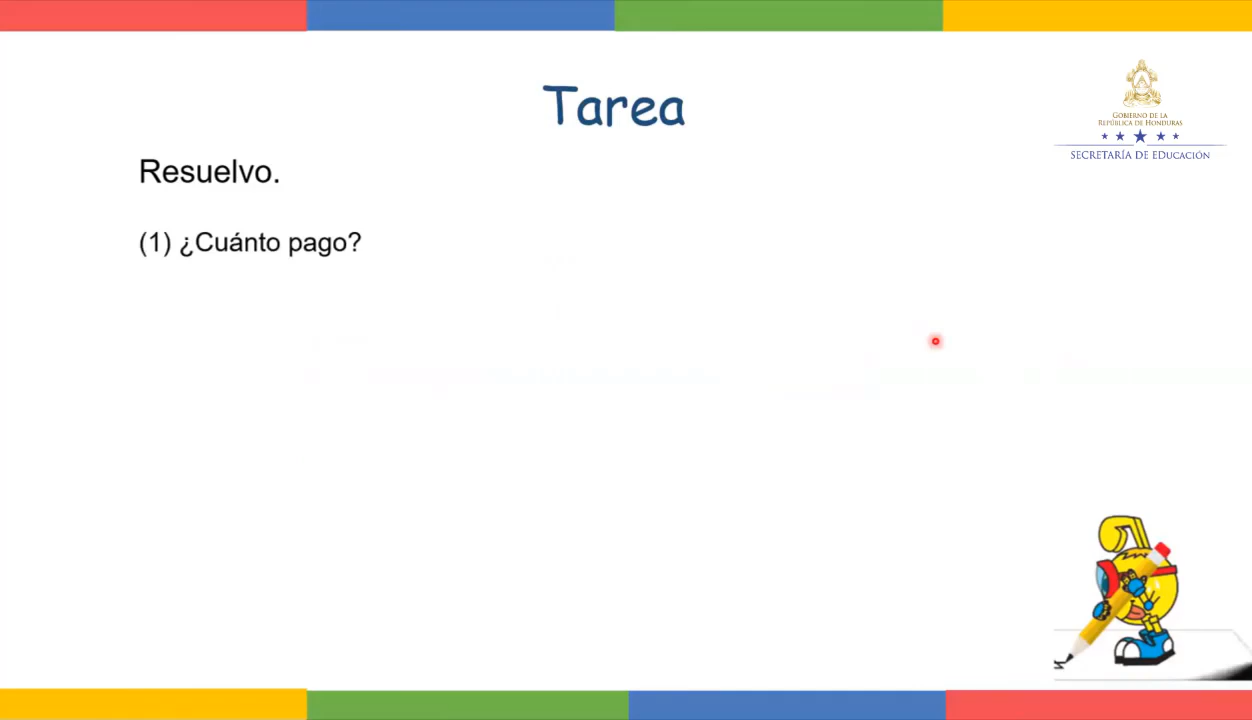 Tarea
GOBIERNO DE LA
REPÚBLICA DE HONDURAS
SECRETARÍA DE EDUCACIÓN
Resuelvo.
(1) ¿Cuánto pago?